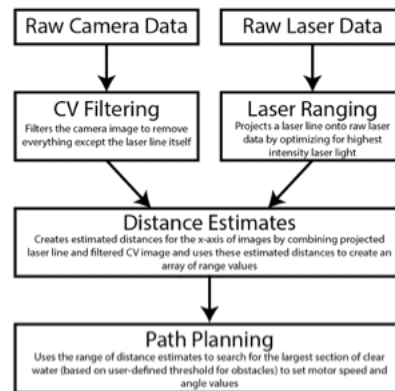 Raw Camera Data
Raw Laser Data
CV Filtering
Filters the camera image to remove
everything except the laser line itself
Laser Ranging
Projects a laser line onto raw laser
data by optimizing for highest
intensity laser light
Distance Estimates
Creates estimated distances for the x-axis of images by combining projected
laser line and filtered CV image and uses these estimated distances to create an
array of range values
Path Planning
Uses the range of distance estimates to search for the largest section of clear
water (based on user-defined threshold for obstacles) to set motor speed and
angle values